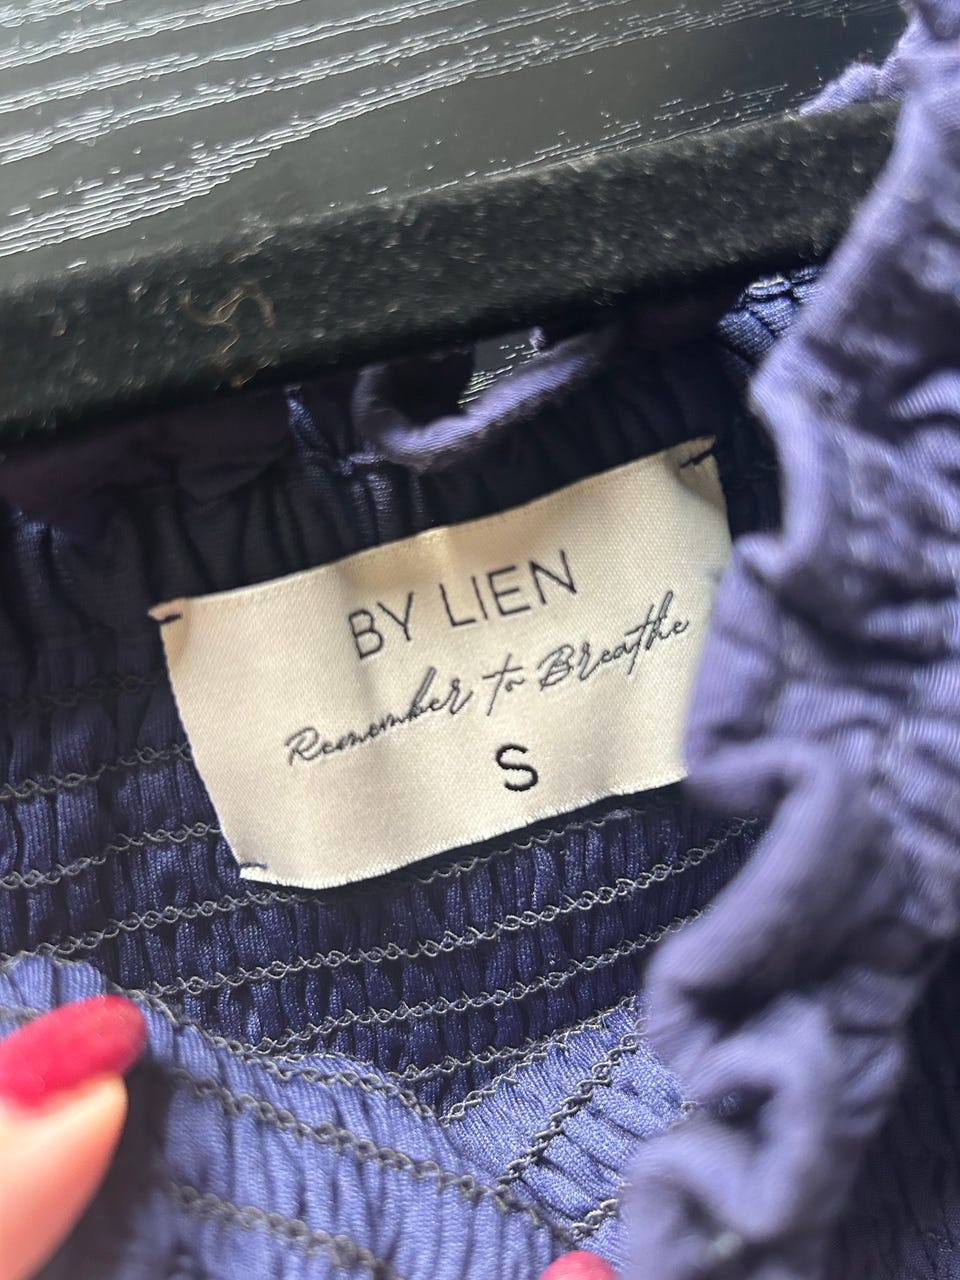 BY LIEN
Remember to Breathe
S